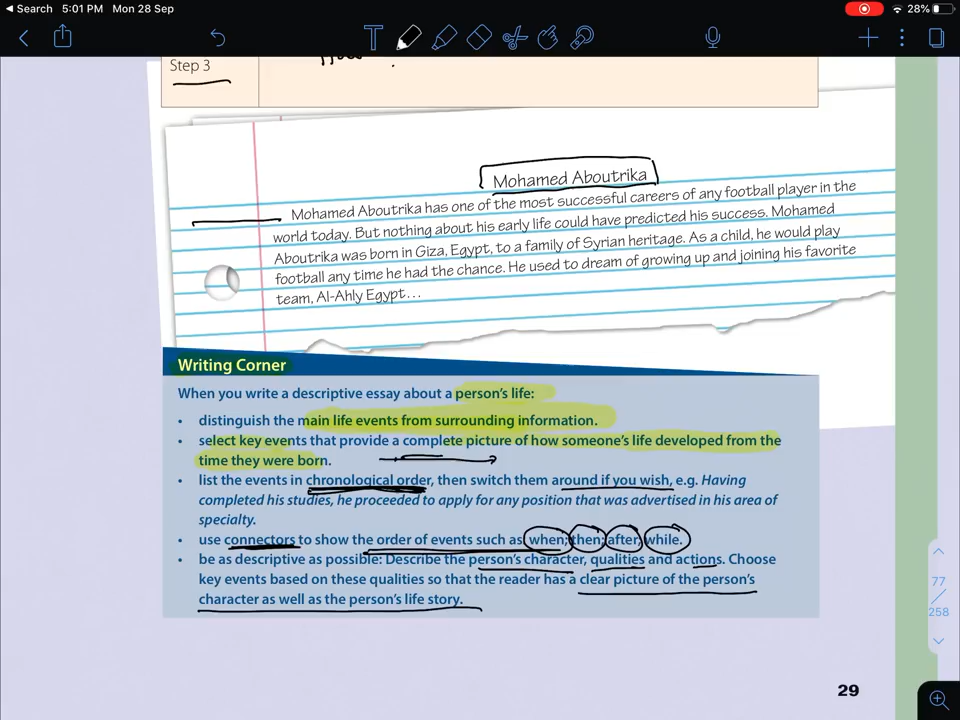 Search 5:01 PM Mon 28 Sep 28%
Step 3
Mohamed Aboutrika
Mohamed Aboutrika has one of the most successful careers of any football player in the
world today. But nothing about his early life could have predicted his success. Mohamed
Aboutrika was born in Giza, Egypt, to a family of Syrian heritage. As a child, he would play
football any time he had the chance. He used to dream of growing up and joining his favorite
team, Al-Ahly Egypt…
Writing Corner
When you write a descriptive essay about a person's life:
• distinguish the main life events from surrounding information.
• select key events that provide a complete picture of how someone's life developed from the
time they were born.
• list the events in chronological order, then switch them around if you wish, e.g. Having
completed his studies, he proceeded to apply for any position that was advertised in his area of
specialty.
• use connectors to show the order of events such as when; then; after; while.
• be as descriptive as possible: Describe the person's character, qualities and actions. Choose
key events based on these qualities so that the reader has a clear picture of the person's
character as well as the person's life story.
77
258
29